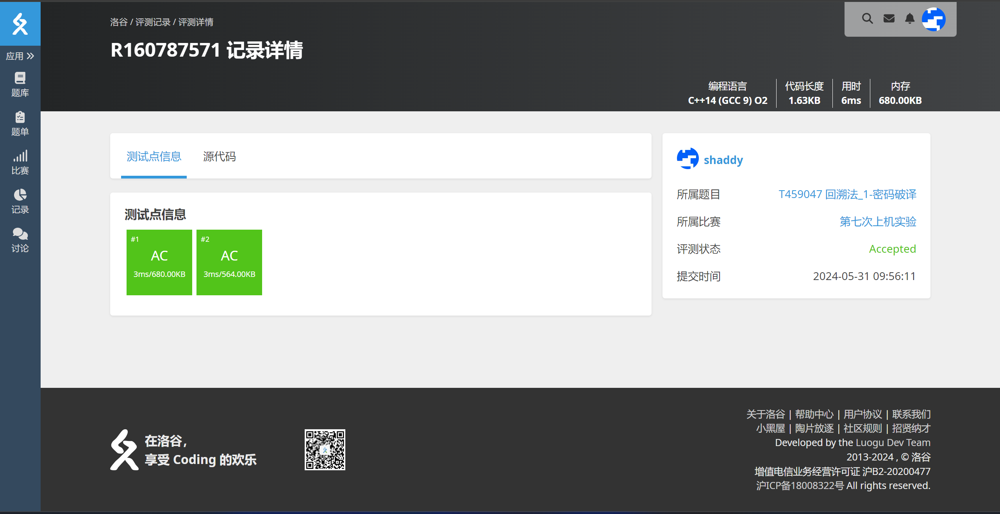 洛谷 / 评测记录 / 评测详情
R160787571 记录详情
编程语言
C++14 (GCC 9) O2
代码长度
1.63KB
用时
6ms
内存
680.00KB
应用
题库
题单
比赛
记录
讨论
测试点信息
源代码
测试点信息
#1
AC
3ms/680.00KB
#2
AC
3ms/564.00KB
shaddy
所属题目 T459047 回溯法_1-密码破译
所属比赛 第七次上机实验
评测状态 Accepted
提交时间 2024-05-31 09:56:11
在洛谷，
享受 Coding 的欢乐
关于洛谷 | 帮助中心 | 用户协议 | 联系我们
小黑屋 | 陶片放逐 | 社区规则 | 招贤纳才
Developed by the Luogu Dev Team
2013-2024 , © 洛谷
增值电信业务经营许可证 沪B2-20200477
沪ICP备18008322号 All rights reserved.